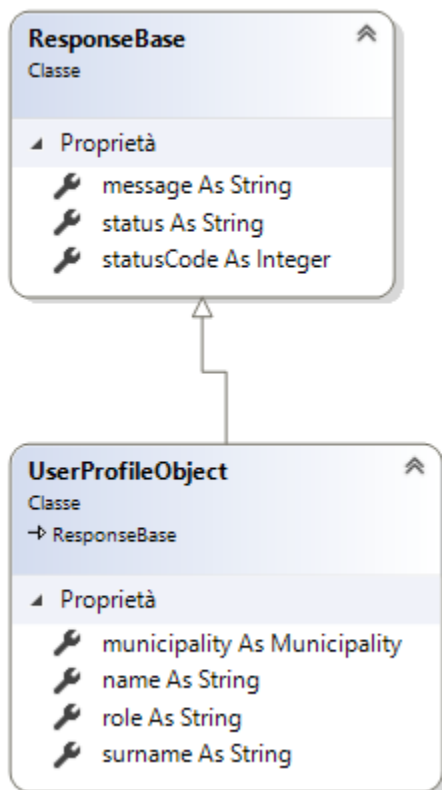 ResponseBase
Classe
Proprietà
message As String
status As String
statusCode As Integer
UserProfileObject
Classe
ResponseBase
Proprietà
municipality As Municipality
name As String
role As String
surname As String